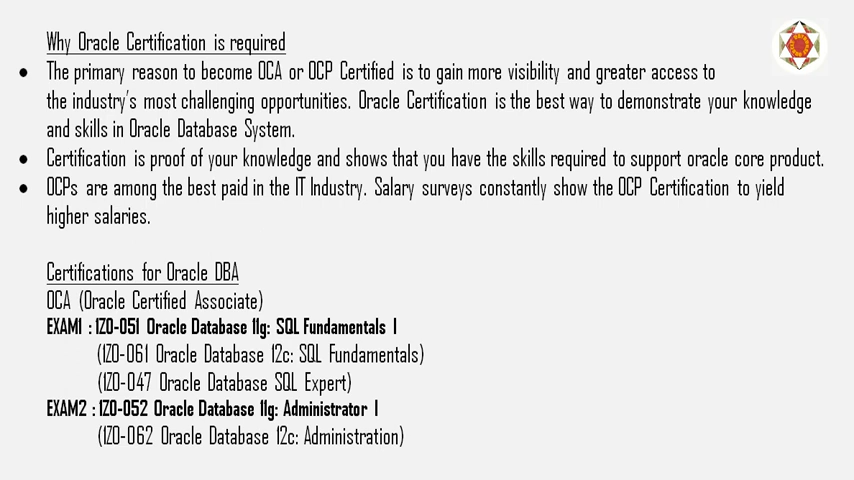 Why Oracle Certification is required
● The primary reason to become OCA or OCP Certified is to gain more visibility and greater access to
the industry's most challenging opportunities. Oracle Certification is the best way to demonstrate your knowledge
and skills in Oracle Database System.
● Certification is proof of your knowledge and shows that you have the skills required to support oracle core product.
● OCPs are among the best paid in the IT Industry. Salary surveys constantly show the OCP Certification to yield
higher salaries.
Certifications for Oracle DBA
OCA (Oracle Certified Associate)
EXAM1 : 1Z0-051 Oracle Database 11g: SQL Fundamentals I
(1Z0-061 Oracle Database 12c: SQL Fundamentals)
(1Z0-047 Oracle Database SQL Expert)
EXAM2 : 1Z0-052 Oracle Database 11g: Administrator I
(1Z0-062 Oracle Database 12c: Administration)